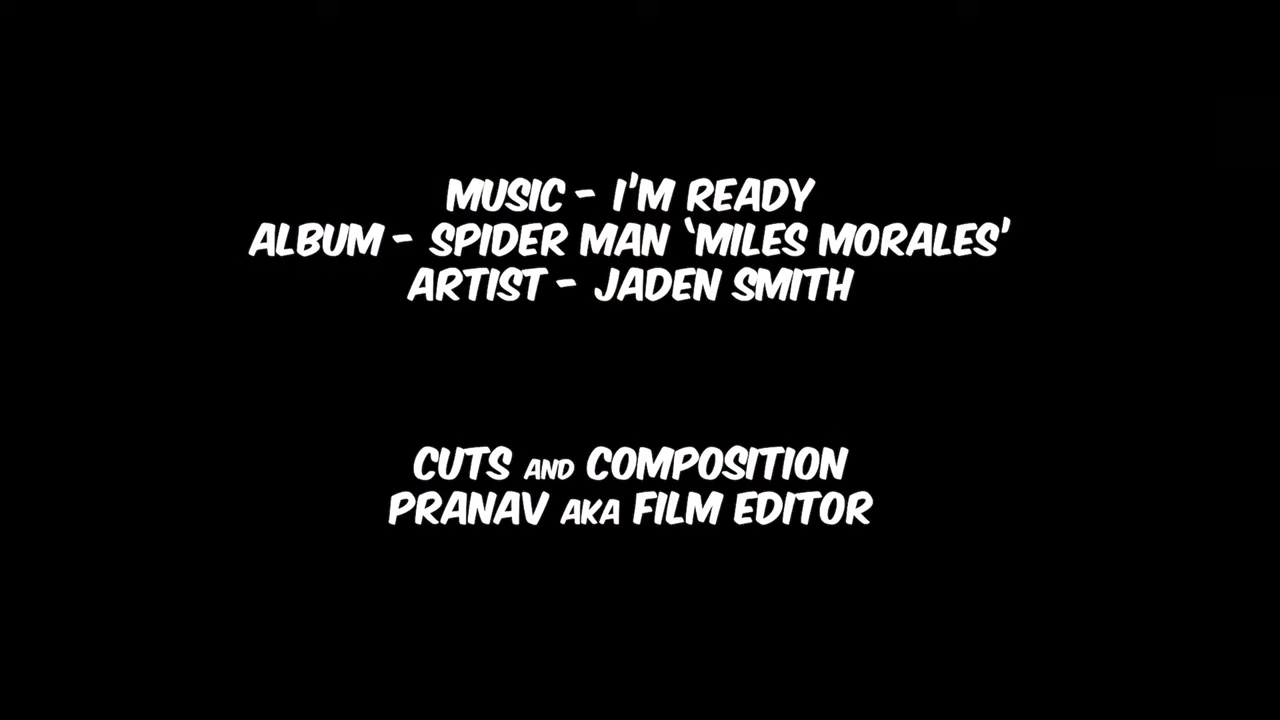 MUSIC - I'M READY
ALBUM - SPIDER MAN ‘MILES MORALES’
ARTIST - JADEN SMITH
CUTS AND COMPOSITION
PRANAV AKA FILM EDITOR